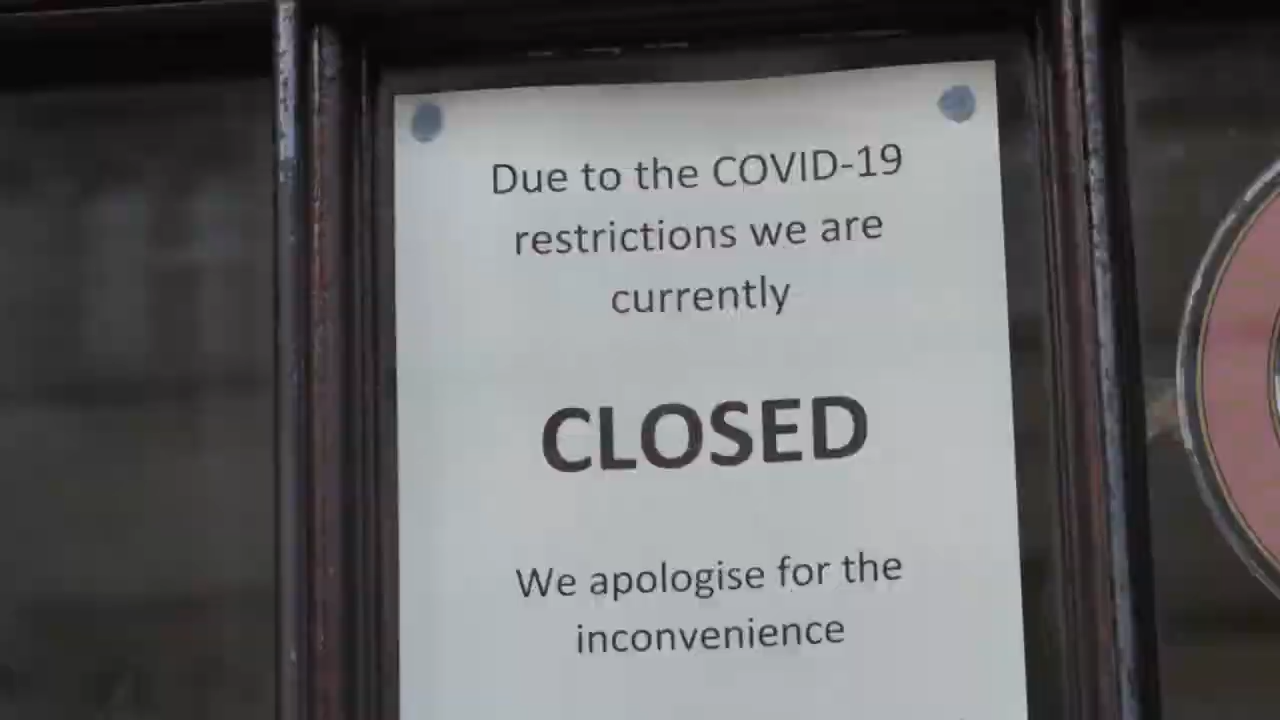 Due to the COVID-19
restrictions we are
currently
CLOSED
We apologise for the
inconvenience